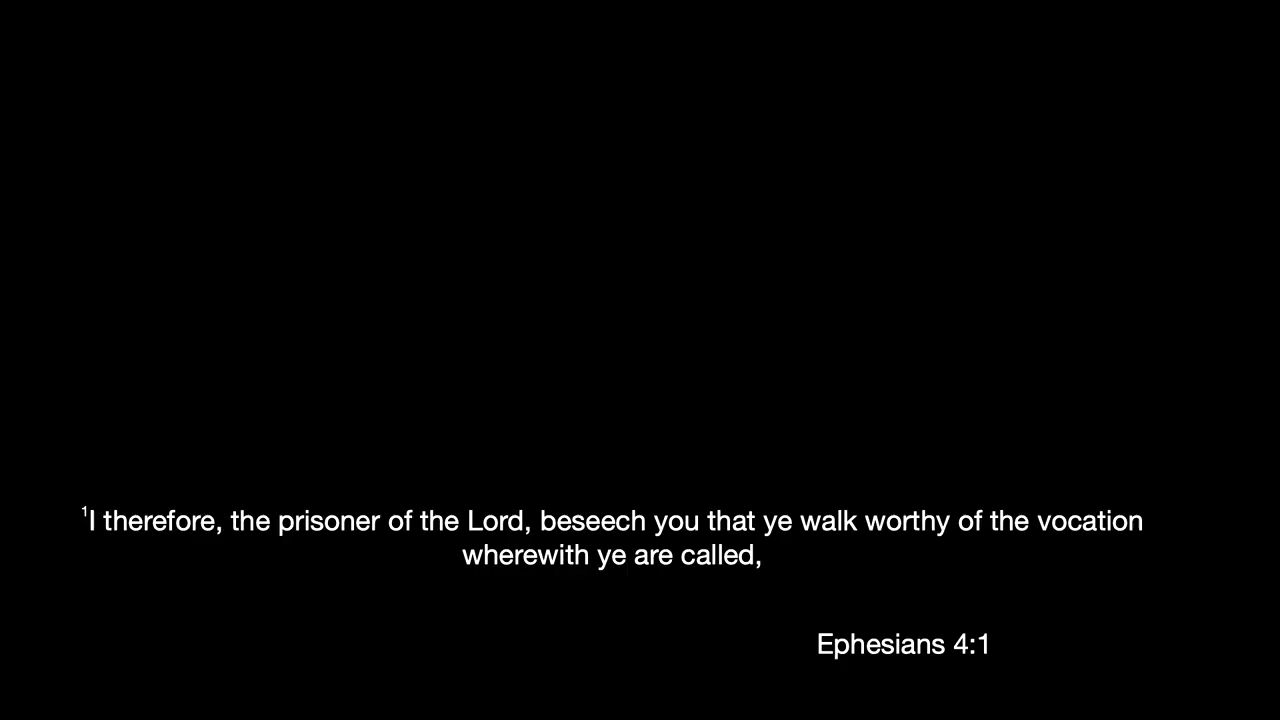 ¹I therefore, the prisoner of the Lord, beseech you that ye walk worthy of the vocation
wherewith ye are called,
Ephesians 4:1